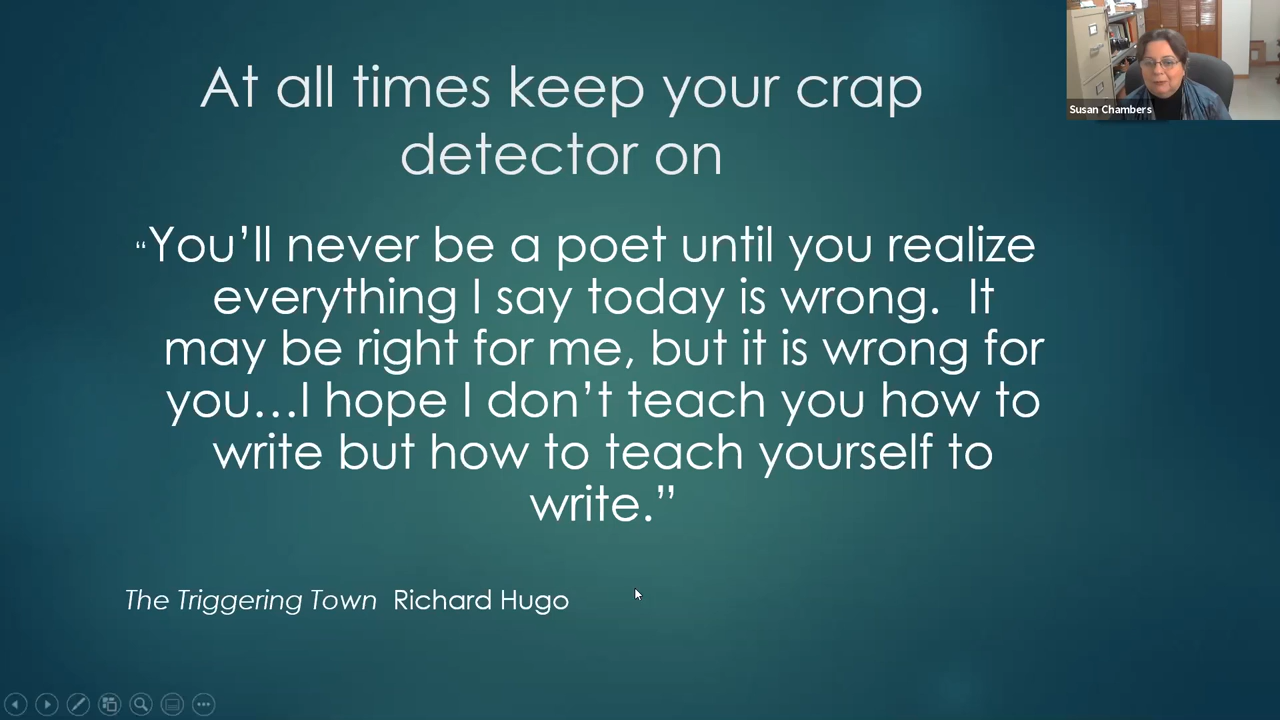 At all times keep your crap
detector on
“You’ll never be a poet until you realize
everything I say today is wrong.  It
may be right for me, but it is wrong for
you…I hope I don’t teach you how to
write but how to teach yourself to
write.”
The Triggering Town  Richard Hugo
Susan Chambers